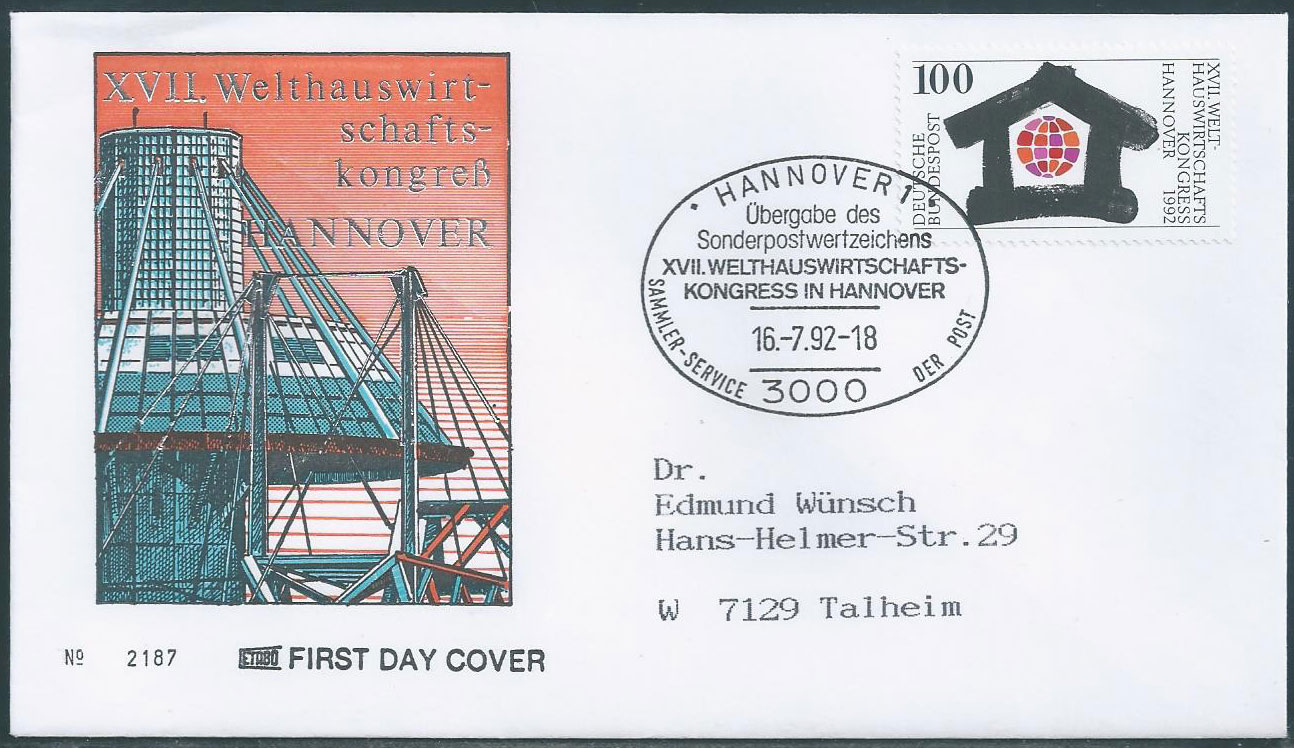 XVII. Welthauswirt-
schafts-
kongreß
HANNOVER
100
DEUTSCHE
BUNDESPOST
XVII. WELT-
HAUSWIRTSCHAFTS
KONGRESS
HANNOVER 1992
HANNOVER 1
Übergabe des
Sonderpostwertzeichens
XVII. WELTHAUSWIRTSCHAFTS-
KONGRESS IN HANNOVER
16.-7.92-18
3000
SAMMLER-SERVICE DER POST
Dr.
Edmund Wünsch
Hans-Helmer-Str.29
W 7129 Talheim
Nº 2187
ETABÖ FIRST DAY COVER